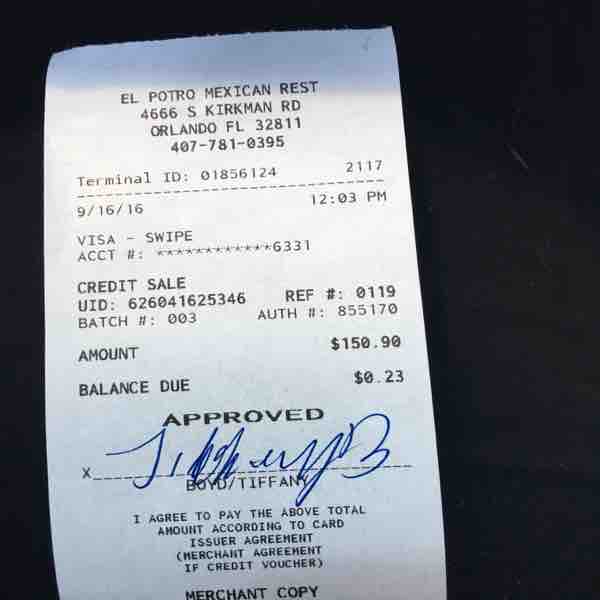 EL POTRO MEXICAN REST
4666 S KIRKMAN RD
ORLANDO FL 32811
407-781-0395
Terminal ID: 01856124 2117
9/16/16 12:03 PM
VISA - SWIPE
ACCT #: ************6331
CREDIT SALE
UID: 626041625346 REF #: 0119
BATCH #: 003 AUTH #: 855170
AMOUNT $150.90
BALANCE DUE $0.23
APPROVED
X
BOYD/TIFFANY
I AGREE TO PAY THE ABOVE TOTAL
AMOUNT ACCORDING TO CARD
ISSUER AGREEMENT
(MERCHANT AGREEMENT
IF CREDIT VOUCHER)
MERCHANT COPY